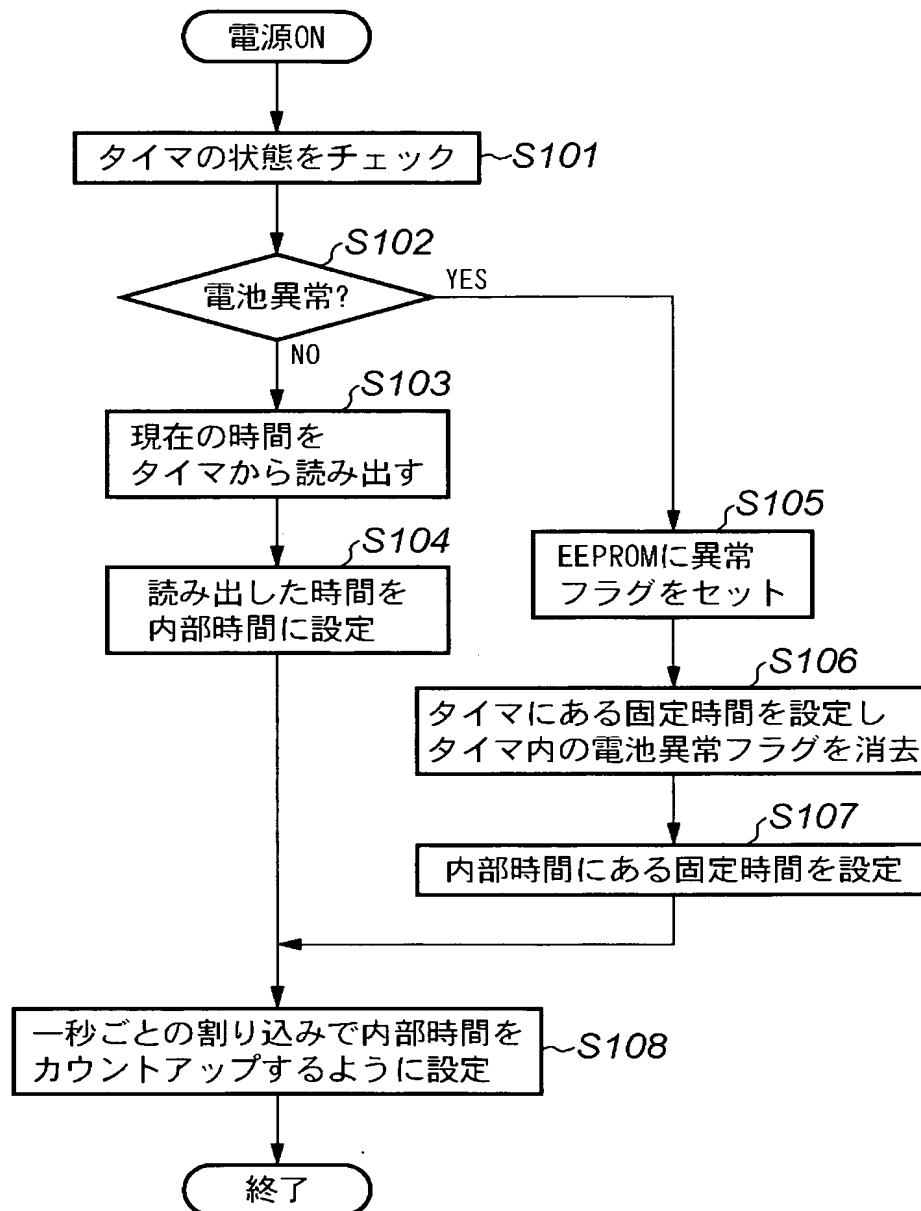 電源ON
タイマの状態をチェック
S101
S102
電池異常?
YES
NO
S103
現在の時間を
タイマから読み出す
S104
読み出した時間を
内部時間に設定
S105
EEPROMに異常
フラグをセット
S106
タイマにある固定時間を設定し
タイマ内の電池異常フラグを消去
S107
内部時間にある固定時間を設定
一秒ごとの割り込みで内部時間を
カウントアップするように設定
S108
終了